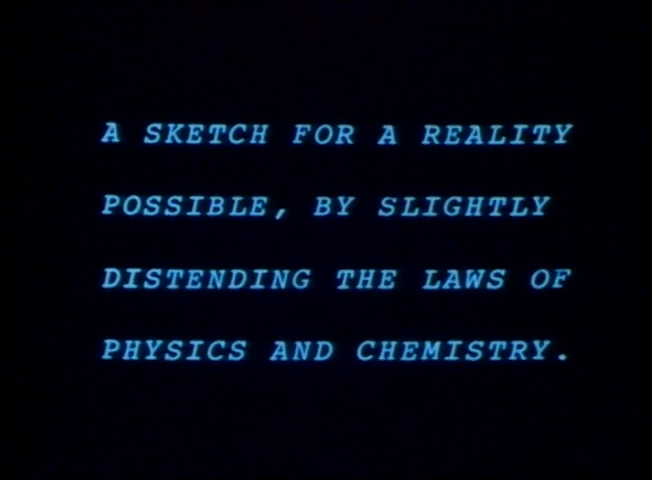 A SKETCH FOR A REALITY
POSSIBLE, BY SLIGHTLY
DISTENDING THE LAWS OF
PHYSICS AND CHEMISTRY.